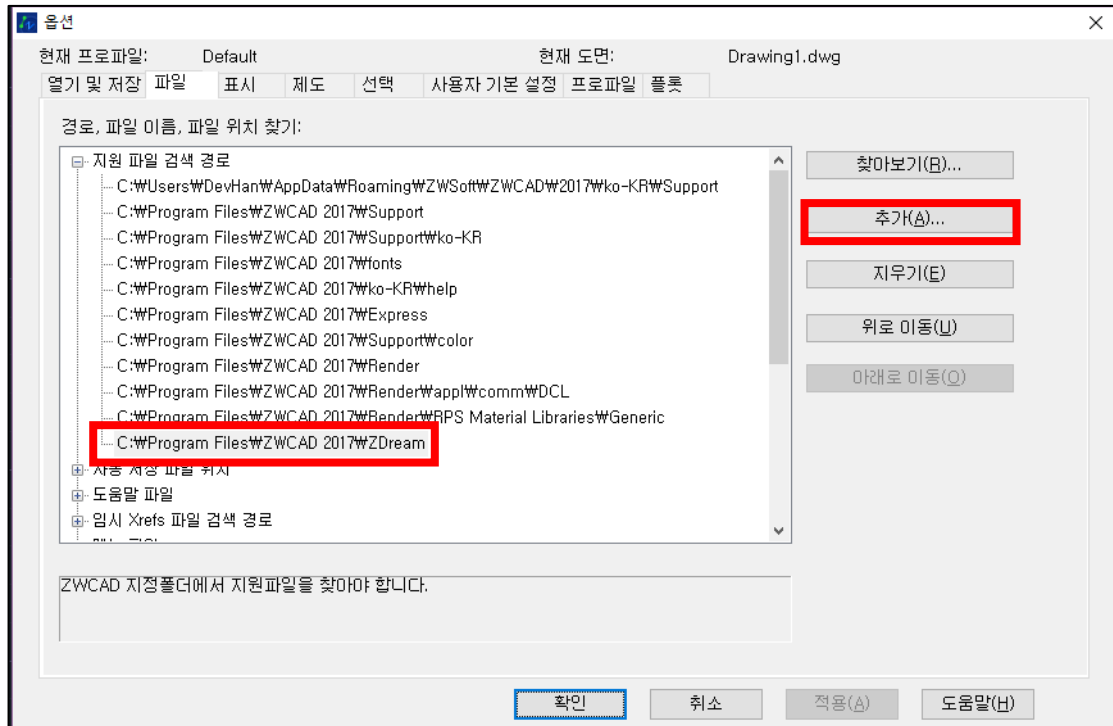 옵션
현재 프로파일: Default 현재 도면: Drawing1.dwg
열기 및 저장 파일 표시 제도 선택 사용자 기본 설정 프로파일 플롯
경로, 파일 이름, 파일 위치 찾기:
지원 파일 검색 경로
C:₩Users₩DevHan₩AppData₩Roaming₩ZWSoft₩ZWCAD₩2017₩ko-KR₩Support
C:₩Program Files₩ZWCAD 2017₩Support
C:₩Program Files₩ZWCAD 2017₩Support₩ko-KR
C:₩Program Files₩ZWCAD 2017₩fonts
C:₩Program Files₩ZWCAD 2017₩ko-KR₩help
C:₩Program Files₩ZWCAD 2017₩Express
C:₩Program Files₩ZWCAD 2017₩Support₩color
C:₩Program Files₩ZWCAD 2017₩Render
C:₩Program Files₩ZWCAD 2017₩Render₩appl₩comm₩DCL
C:₩Program Files₩ZWCAD 2017₩Render₩RPS Material Libraries₩Generic
C:₩Program Files₩ZWCAD 2017₩ZDream
자동 저장 파일 위치
도움말 파일
임시 Xrefs 파일 검색 경로
찾아보기(B)...
추가(A)...
지우기(E)
위로 이동(U)
아래로 이동(O)
ZWCAD 지정폴더에서 지원파일을 찾아야 합니다.
확인 취소 적용(A) 도움말(H)